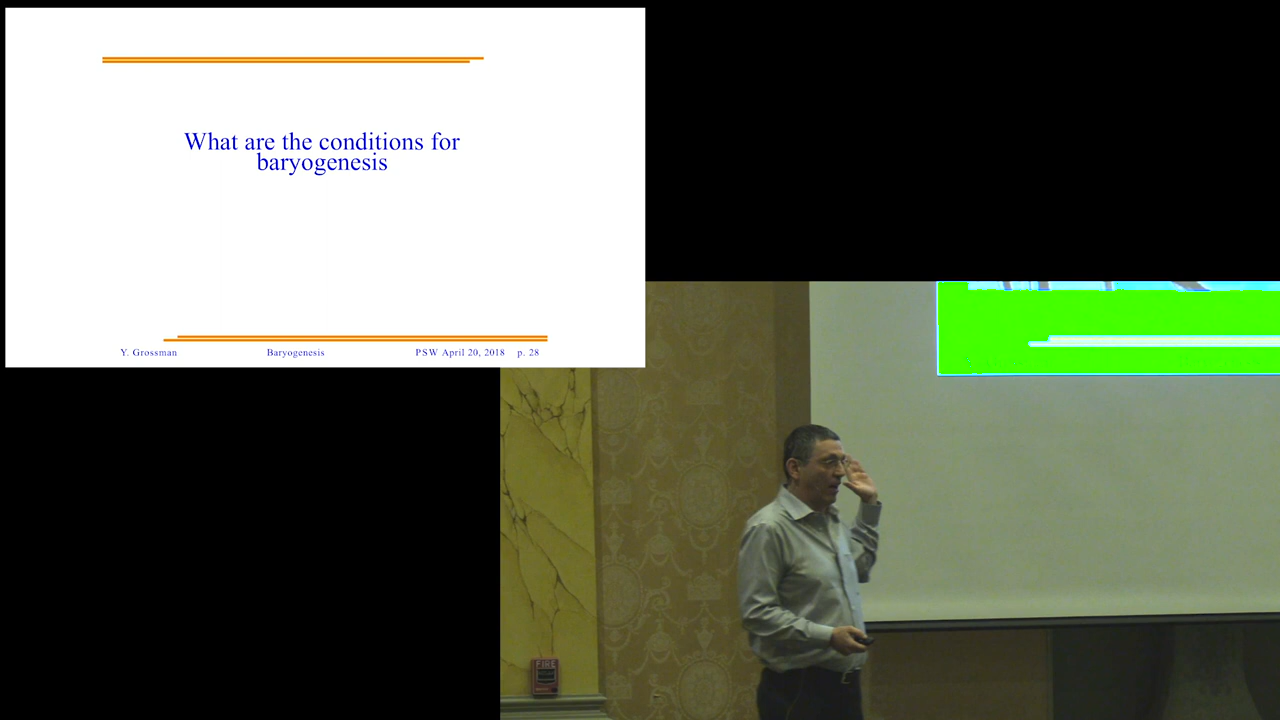 What are the conditions for
baryogenesis
Y. Grossman Baryogenesis PSW April 20, 2018 p. 28
FIRE